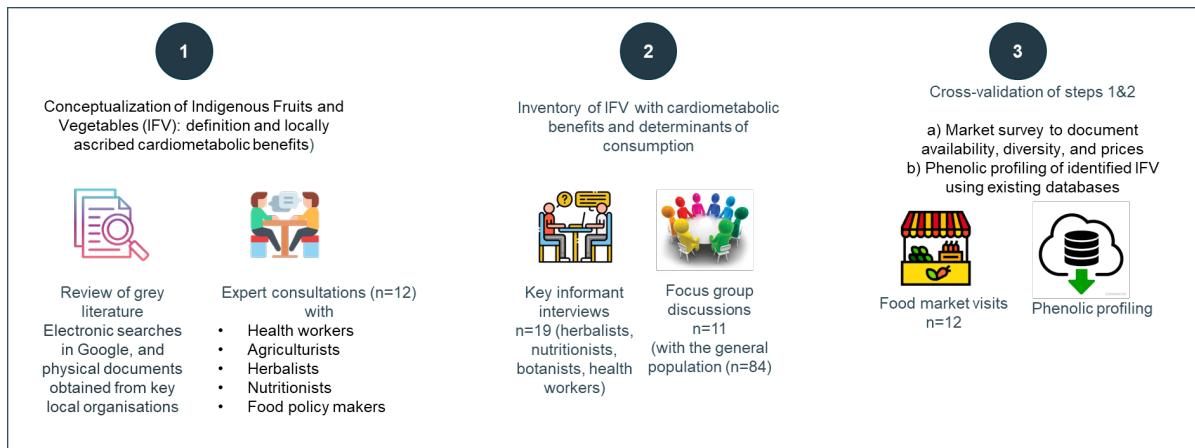 1
Conceptualization of Indigenous Fruits and
Vegetables (IFV): definition and locally
ascribed cardiometabolic benefits)
Review of grey
literature
Electronic searches
in Google, and
physical documents
obtained from key
local organisations
Expert consultations (n=12)
with
• Health workers
• Agriculturists
• Herbalists
• Nutritionists
• Food policy makers
2
Inventory of IFV with cardiometabolic
benefits and determinants of
consumption
Key informant
interviews
n=19 (herbalists,
nutritionists,
botanists, health
workers)
Focus group
discussions
n=11
(with the general
population (n=84)
3
Cross-validation of steps 1&2
a) Market survey to document
availability, diversity, and prices
b) Phenolic profiling of identified IFV
using existing databases
Food market visits
n=12
Phenolic profiling